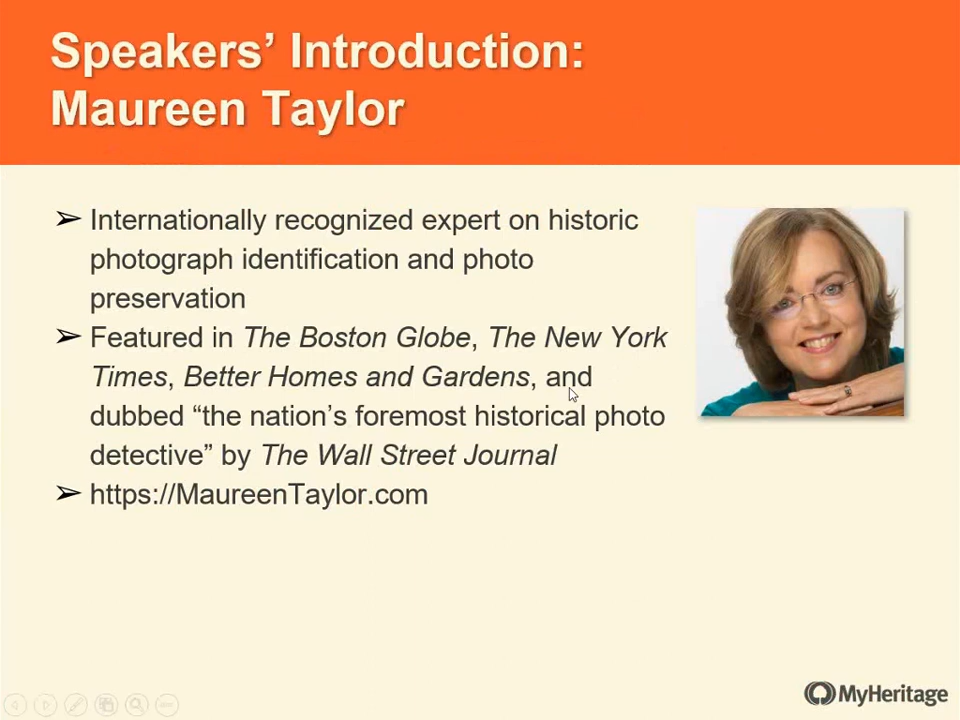 Speakers’ Introduction:
Maureen Taylor
➢ Internationally recognized expert on historic
photograph identification and photo
preservation
➢ Featured in The Boston Globe, The New York
Times, Better Homes and Gardens, and
dubbed “the nation’s foremost historical photo
detective” by The Wall Street Journal
➢ https://MaureenTaylor.com
MyHeritage